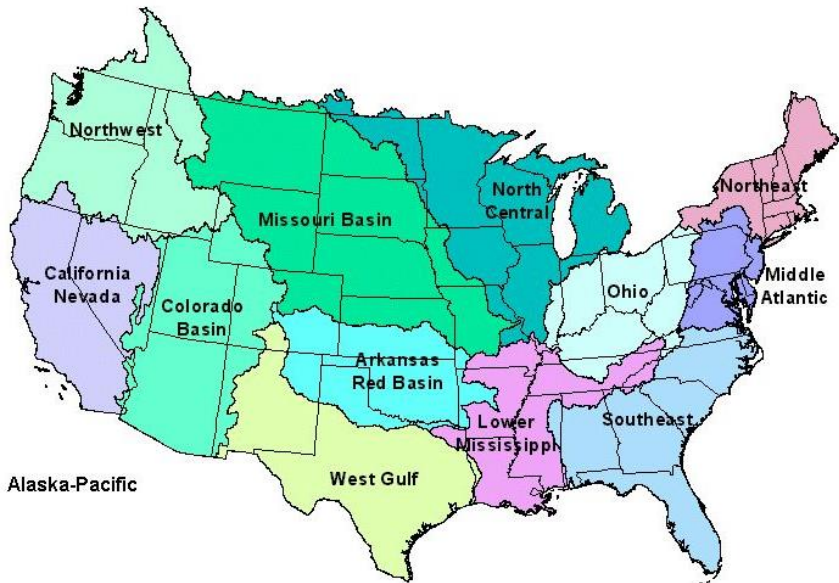 Northwest
Missouri Basin
North
Central
Northeast
California
Nevada
Colorado
Basin
Ohio
Middle
Atlantic
Arkansas
Red Basin
Lower
Mississippi
Southeast
West Gulf
Alaska-Pacific